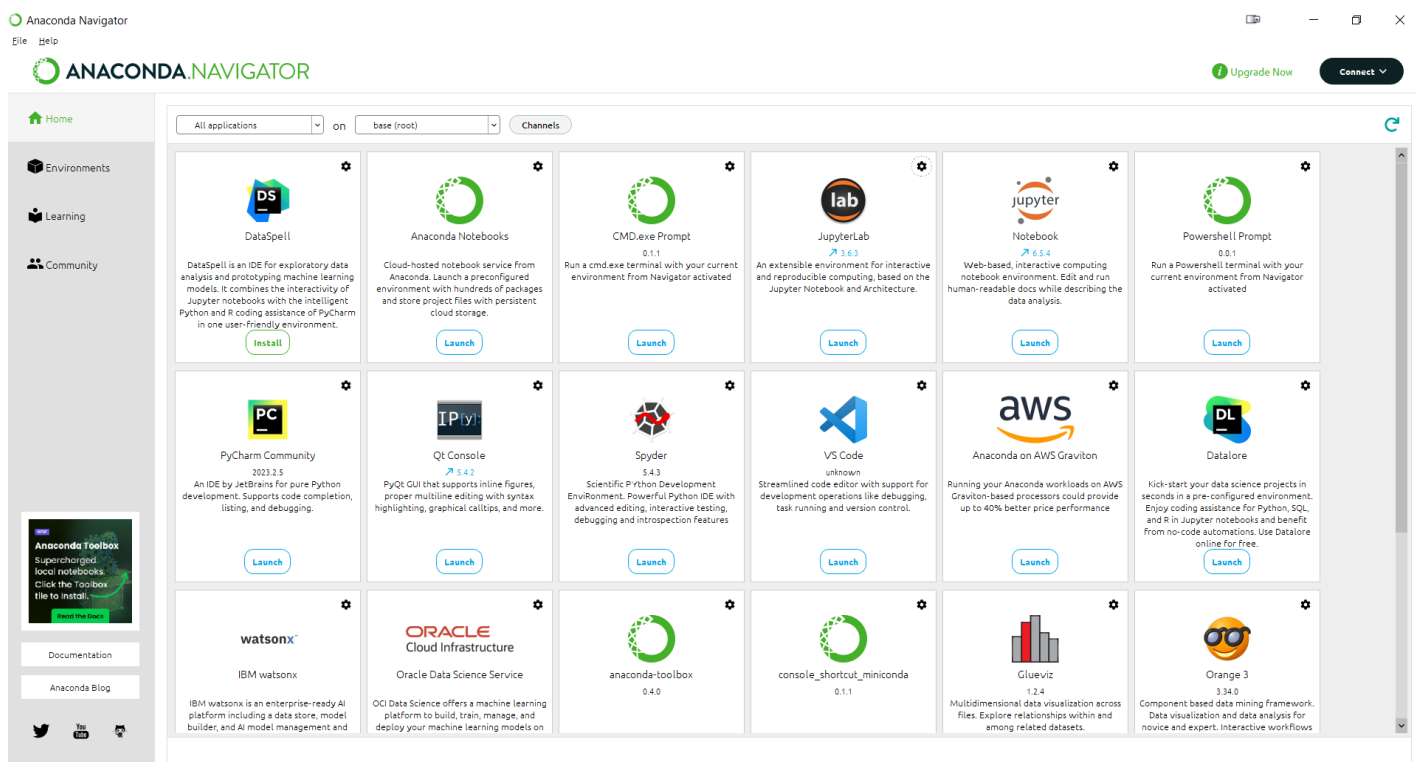 Anaconda Navigator
File Help
ANACONDA.NAVIGATOR
Upgrade Now
Connect
Home
Environments
Learning
Community
NEW
Anaconda Toolbox
Supercharged
local notebooks.
Click the Toolbox
tile to install.
Read the Docs
Documentation
Anaconda Blog
You
Tube
All applications on base (root) Channels
DS
DataSpell
DataSpell is an IDE for exploratory data
analysis and prototyping machine learning
models. It combines the interactivity of
Jupyter notebooks with the intelligent
Python and R coding assistance of PyCharm
in one user-friendly environment.
Install
Anaconda Notebooks
Cloud-hosted notebook service from
Anaconda. Launch a preconfigured
environment with hundreds of packages
and store project files with persistent
cloud storage.
Launch
CMD.exe Prompt
0.1.1
Run a cmd.exe terminal with your current
environment from Navigator activated
Launch
lab
JupyterLab
3.6.3
An extensible environment for interactive
and reproducible computing, based on the
Jupyter Notebook and Architecture.
Launch
jupyter
Notebook
6.5.4
Web-based, interactive computing
notebook environment. Edit and run
human-readable docs while describing the
data analysis.
Launch
Powershell Prompt
0.0.1
Run a Powershell terminal with your
current environment from Navigator
activated
Launch
PC
PyCharm Community
2023.2.5
An IDE by JetBrains for pure Python
development. Supports code completion,
listing, and debugging.
Launch
IP[y]:
Qt Console
5.4.2
PyQt GUI that supports inline figures,
proper multiline editing with syntax
highlighting, graphical calltips, and more.
Launch
Spyder
5.4.3
Scientific PYthon Development
EnviRonment. Powerful Python IDE with
advanced editing, interactive testing,
debugging and introspection features
Launch
VS Code
unknown
Streamlined code editor with support for
development operations like debugging,
task running and version control.
Launch
aws
Anaconda on AWS Graviton
Running your Anaconda workloads on AWS
Graviton-based processors could provide
up to 40% better price performance
Launch
DL
Datalore
Kick-start your data science projects in
seconds in a pre-configured environment.
Enjoy coding assistance for Python, SQL,
and R in Jupyter notebooks and benefit
from no-code automations. Use Datalore
online for free.
Launch
watsonx
IBM watsonx
IBM watsonx is an enterprise-ready AI
platform including a data store, model
builder, and AI model management and
ORACLE
Cloud Infrastructure
Oracle Data Science Service
OCI Data Science offers a machine learning
platform to build, train, manage, and
deploy your machine learning models on
anaconda-toolbox
0.4.0
console_shortcut_miniconda
0.1.1
Glueviz
1.2.4
Multidimensional data visualization across
files. Explore relationships within and
among related datasets.
Orange 3
3.34.0
Component based data mining framework.
Data visualization and data analysis for
novice and expert. Interactive workflows